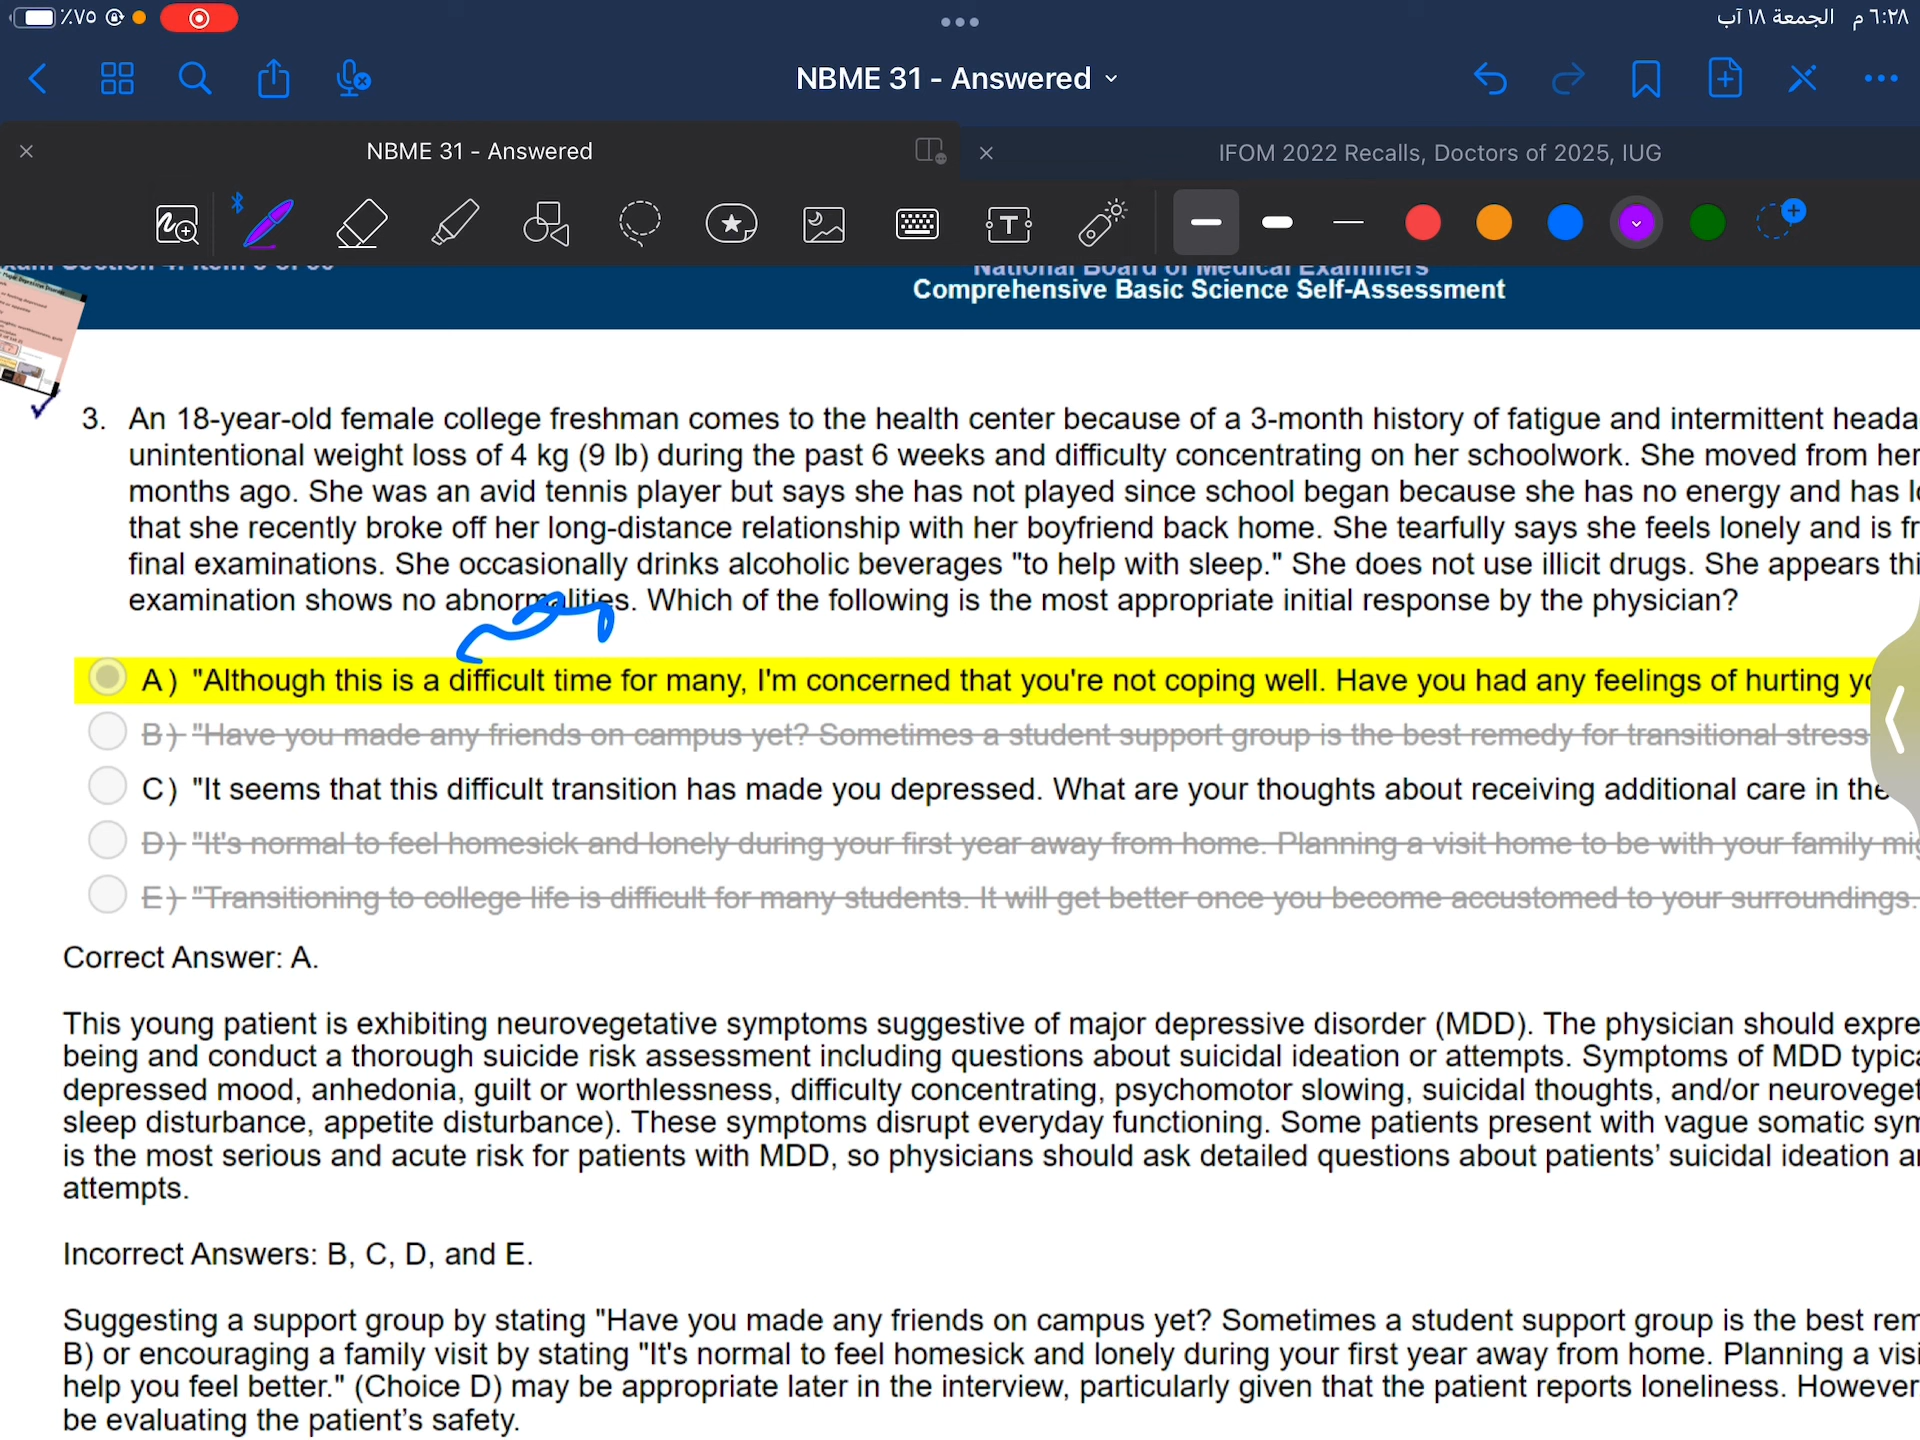 ٪٧٥
٦:٢٨ م الجمعة ١٨ آب
NBME 31 - Answered
NBME 31 - Answered
IFOM 2022 Recalls, Doctors of 2025, IUG
National Board of Medical Examiners
Comprehensive Basic Science Self-Assessment
3. An 18-year-old female college freshman comes to the health center because of a 3-month history of fatigue and intermittent heada
unintentional weight loss of 4 kg (9 lb) during the past 6 weeks and difficulty concentrating on her schoolwork. She moved from her
months ago. She was an avid tennis player but says she has not played since school began because she has no energy and has l
that she recently broke off her long-distance relationship with her boyfriend back home. She tearfully says she feels lonely and is fr
final examinations. She occasionally drinks alcoholic beverages "to help with sleep." She does not use illicit drugs. She appears thi
examination shows no abnormalities. Which of the following is the most appropriate initial response by the physician?
A) "Although this is a difficult time for many, I'm concerned that you're not coping well. Have you had any feelings of hurting yo
B) "Have you made any friends on campus yet? Sometimes a student support group is the best remedy for transitional stress
C) "It seems that this difficult transition has made you depressed. What are your thoughts about receiving additional care in the
D) "It's normal to feel homesick and lonely during your first year away from home. Planning a visit home to be with your family mig
E) "Transitioning to college life is difficult for many students. It will get better once you become accustomed to your surroundings.
Correct Answer: A.
This young patient is exhibiting neurovegetative symptoms suggestive of major depressive disorder (MDD). The physician should expre
being and conduct a thorough suicide risk assessment including questions about suicidal ideation or attempts. Symptoms of MDD typica
depressed mood, anhedonia, guilt or worthlessness, difficulty concentrating, psychomotor slowing, suicidal thoughts, and/or neuroveget
sleep disturbance, appetite disturbance). These symptoms disrupt everyday functioning. Some patients present with vague somatic sym
is the most serious and acute risk for patients with MDD, so physicians should ask detailed questions about patients' suicidal ideation a
attempts.
Incorrect Answers: B, C, D, and E.
Suggesting a support group by stating "Have you made any friends on campus yet? Sometimes a student support group is the best rem
B) or encouraging a family visit by stating "It's normal to feel homesick and lonely during your first year away from home. Planning a visi
help you feel better." (Choice D) may be appropriate later in the interview, particularly given that the patient reports loneliness. However
be evaluating the patient's safety.